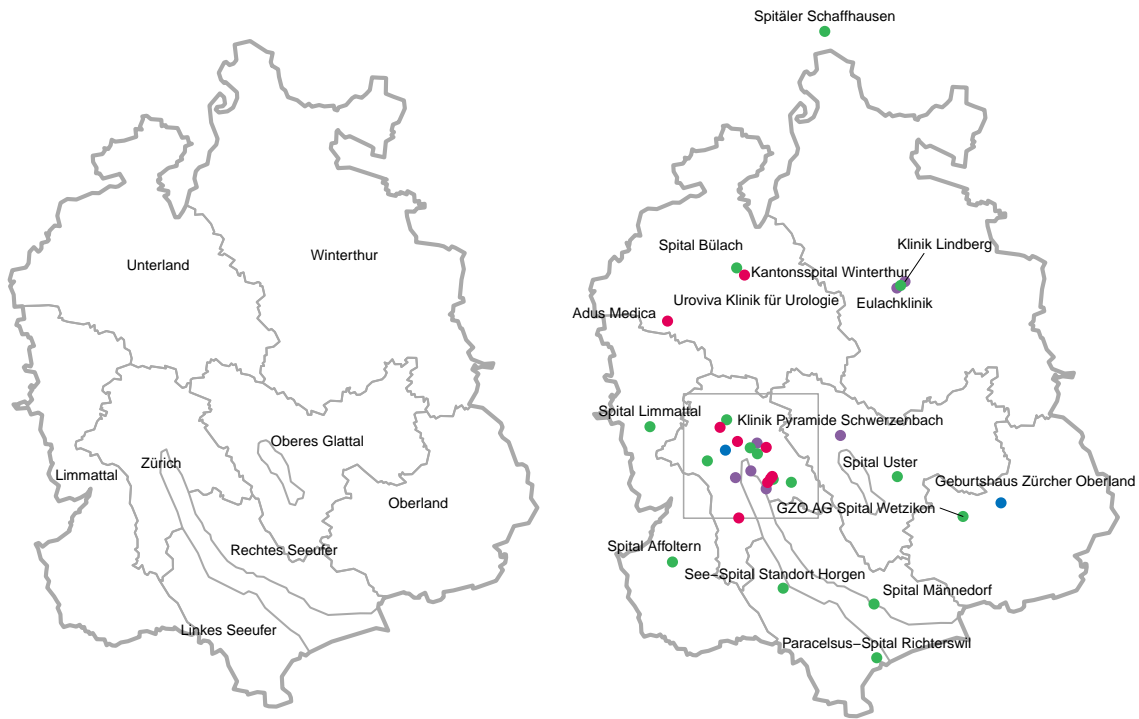 Winterthur
Unterland
Oberes Glattal
Zürich
Limmattal
Oberland
Rechtes Seeufer
Linkes Seeufer
Spitäler Schaffhausen
Spital Bülach
Klinik Lindberg
Kantonsspital Winterthur
Uroviva Klinik für Urologie
Eulachklinik
Adus Medica
Spital Limmattal
Klinik Pyramide Schwerzenbach
Spital Uster
Geburtshaus Zürcher Oberland
GZO AG Spital Wetzikon
Spital Affoltern
See−Spital Standort Horgen
Spital Männedorf
Paracelsus−Spital Richterswil